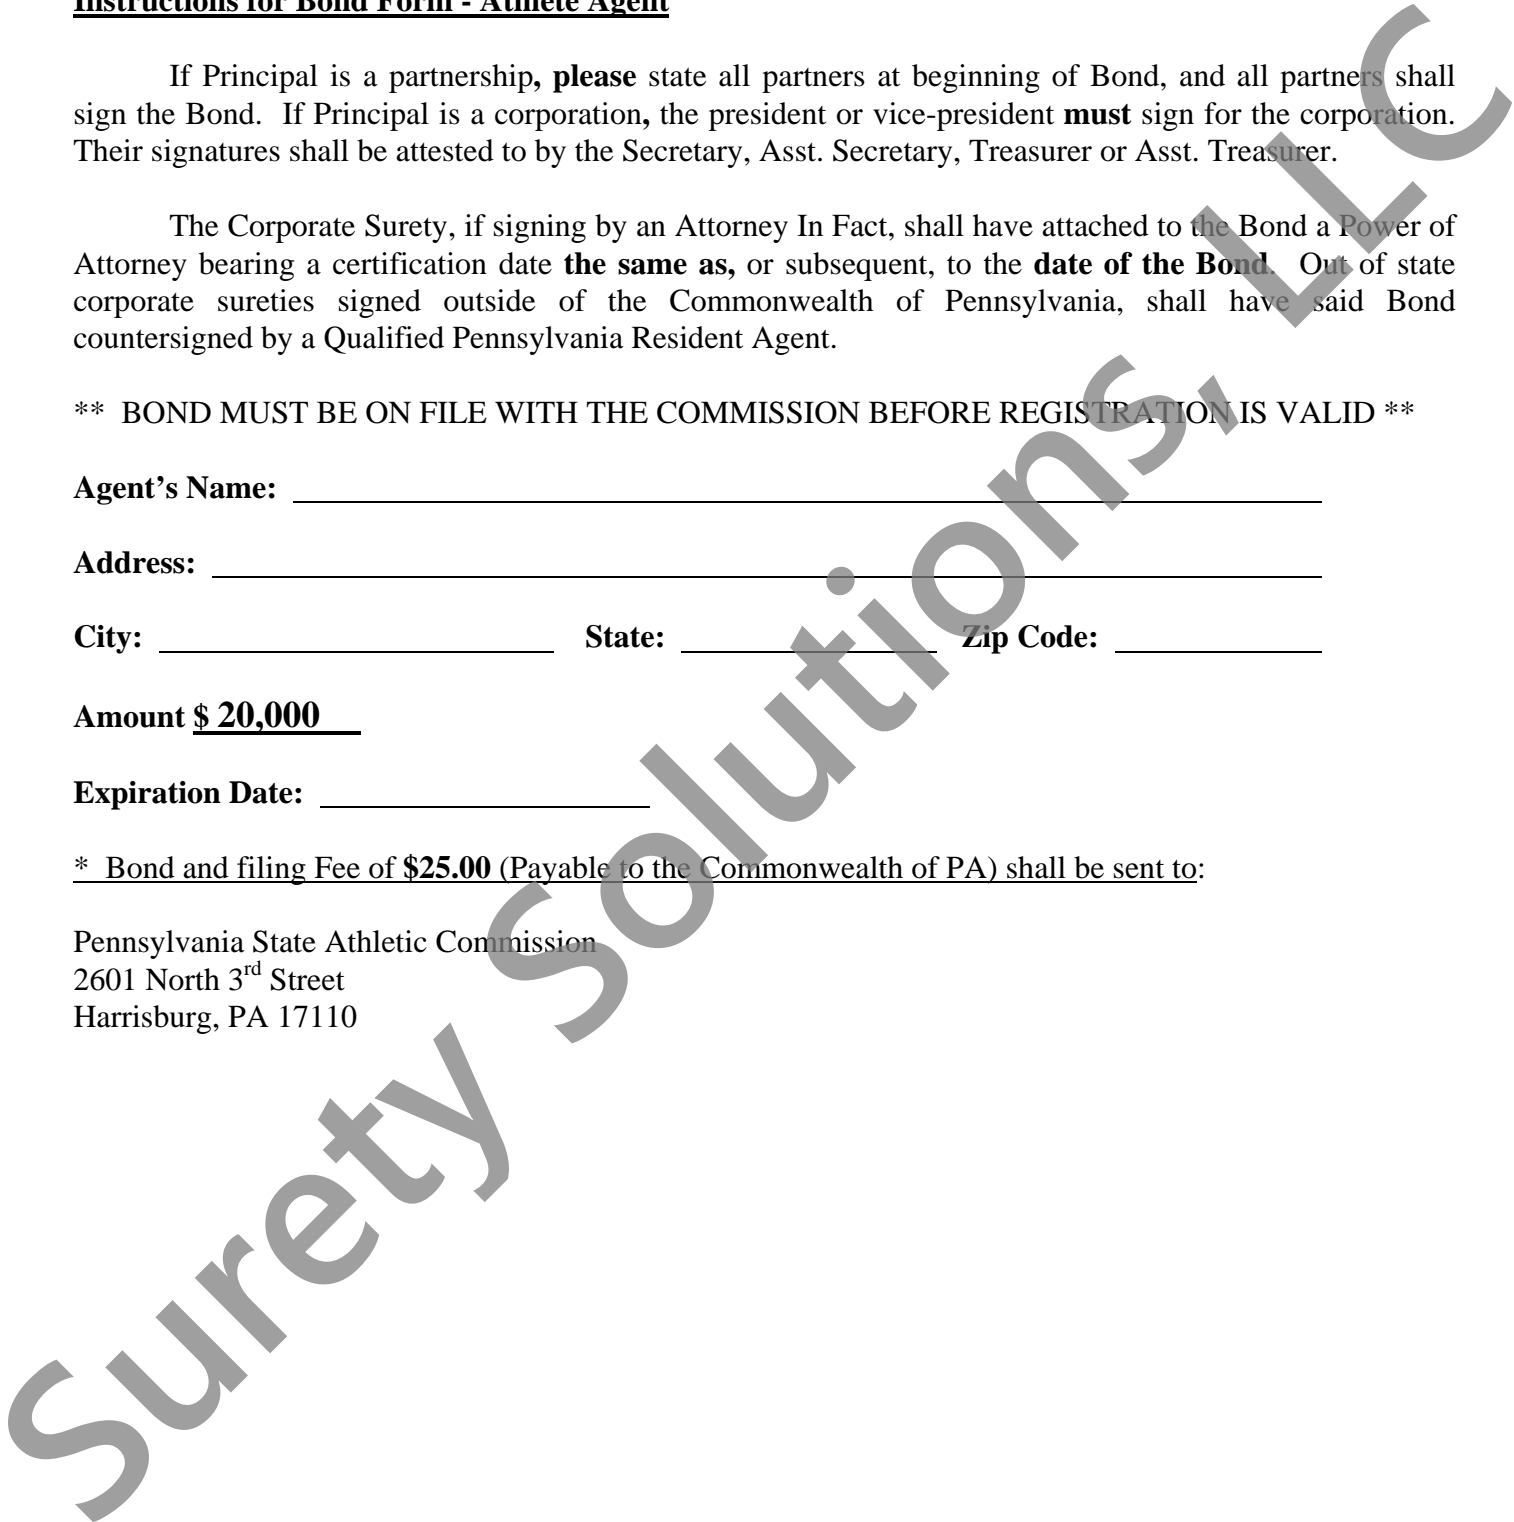 Instructions for Bond Form - Athlete Agent
If Principal is a partnership, please state all partners at beginning of Bond, and all partners shall
sign the Bond. If Principal is a corporation, the president or vice-president must sign for the corporation.
Their signatures shall be attested to by the Secretary, Asst. Secretary, Treasurer or Asst. Treasurer.
The Corporate Surety, if signing by an Attorney In Fact, shall have attached to the Bond a Power of
Attorney bearing a certification date the same as, or subsequent, to the date of the Bond. Out of state
corporate sureties signed outside of the Commonwealth of Pennsylvania, shall have said Bond
countersigned by a Qualified Pennsylvania Resident Agent.
** BOND MUST BE ON FILE WITH THE COMMISSION BEFORE REGISTRATION IS VALID **
Agent’s Name:
Address:
City: State: Zip Code:
Amount $ 20,000
Expiration Date:
* Bond and filing Fee of $25.00 (Payable to the Commonwealth of PA) shall be sent to:
Pennsylvania State Athletic Commission
2601 North 3rd Street
Harrisburg, PA 17110
Surety Solutions, LLC